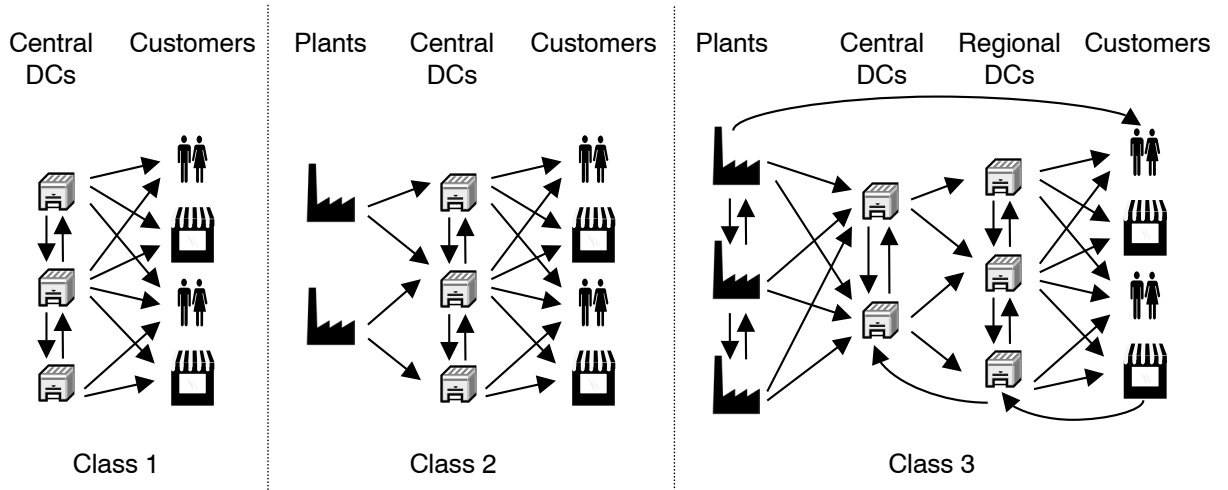 Central
DCs
Customers
Plants
Central
DCs
Customers
Plants
Central
DCs
Regional
DCs
Customers
Class 1
Class 2
Class 3